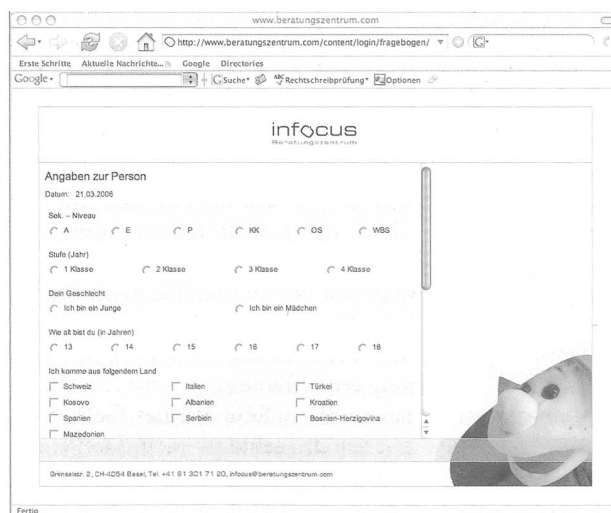 www.beratungszentrum.com
http://www.beratungszentrum.com/content/login/fragebogen/ G
Erste Schritte Aktuelle Nachrichte... Google Directories
Google G Suche ABC Rechtschreibprüfung Optionen
infocus
Beratungszentrum
Angaben zur Person
Datum: 21.03.2006
Sek. – Niveau
A E P KK OS WBS
Stufe (Jahr)
1 Klasse 2 Klasse 3 Klasse 4 Klasse
Dein Geschlecht
Ich bin ein Junge Ich bin ein Mädchen
Wie alt bist du (in Jahren)
13 14 15 16 17 18
Ich komme aus folgendem Land
Schweiz Italien Türkei
Kosovo Albanien Kroatien
Spanien Serbien Bosnien-Herzigovina
Mazedonien
Grimselstr. 2, CH-4054 Basel, Tel. +41 61 301 71 20, infocus@beratungszentrum.com
Fertig